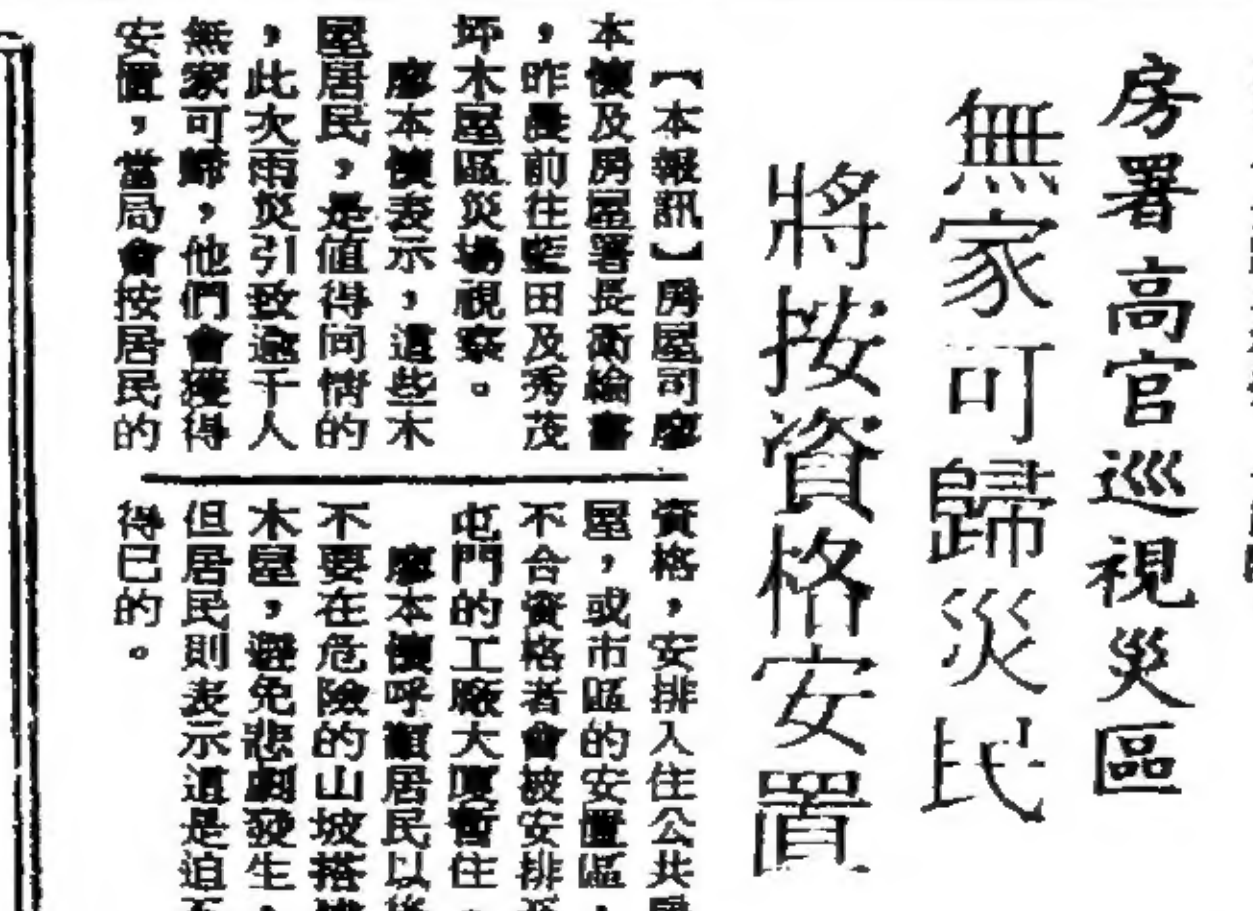 房署高官巡視災區
無家可歸災民
將按資格安置
【本報訊】房屋司廖
本懷及房屋署長衛綸書
，昨晨前往藍田及秀茂
坪木屋區災場視察。
廖本懷表示，這些木
屋居民，是值得同情的
，此次雨災引致逾千人
無家可歸，他們會獲得
安置，當局會按居民的
資格，安排入住公共屋
屋，或市區的安置區，
不合資格者會被安排
屯門的工廠大廈暫住。
廖本懷呼籲居民以後
不要在危險的山坡搭
木屋，避免悲劇發生，
但居民則表示這是迫不
得已的。